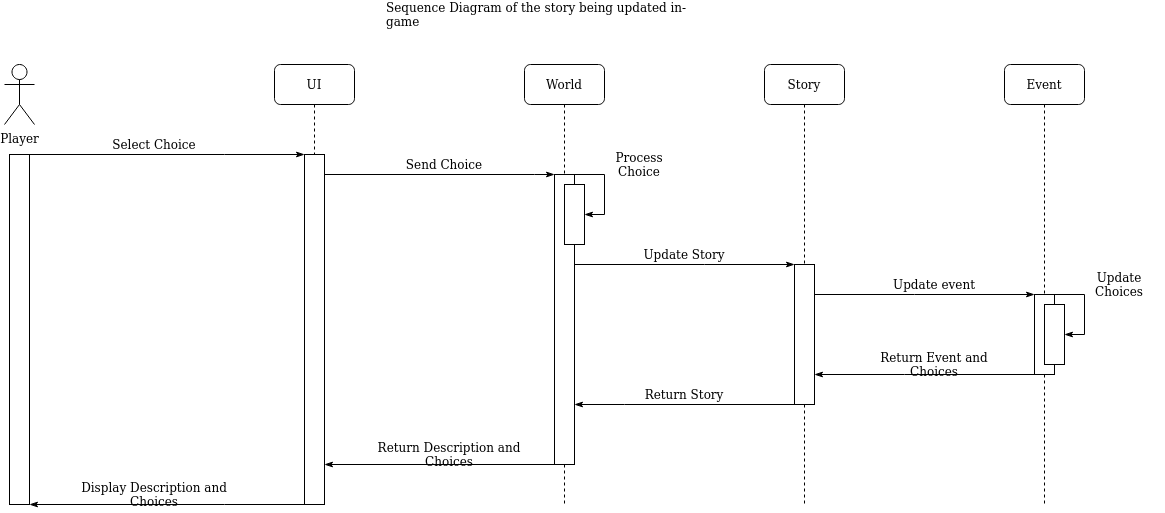 Sequence Diagram of the story being updated in-
game
UI
World
Story
Event
Player
Select Choice
Send Choice
Process
Choice
Update Story
Update event
Update
Choices
Return Event and
Choices
Return Story
Return Description and
Choices
Display Description and
Choices